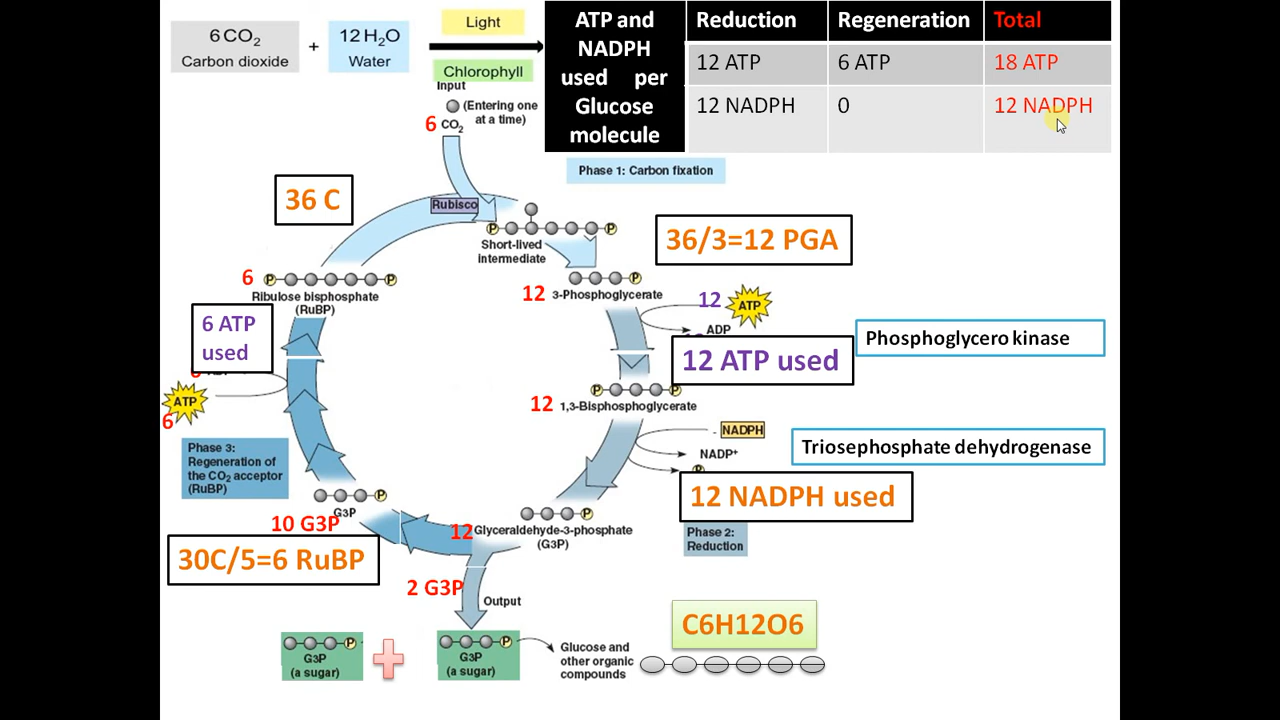 6 CO₂
Carbon dioxide
+
12 H₂O
Water
Light
Chlorophyll
ATP and
NADPH
used per
Glucose
molecule
Reduction Regeneration Total
12 ATP 6 ATP 18 ATP
12 NADPH 0 12 NADPH
Input
(Entering one
at a time)
6 CO₂
Phase 1: Carbon fixation
36 C
Rubisco
P P
Short-lived
intermediate
36/3=12 PGA
6 P P
Ribulose bisphosphate
(RuBP)
P
12 3-Phosphoglycerate
12 ATP
ADP
Phosphoglycero kinase
6 ATP
used
12 ATP used
ATP
6
P P
12 1,3-Bisphosphoglycerate
NADPH
NADP⁺
P
Triosephosphate dehydrogenase
Phase 3:
Regeneration of
the CO₂ acceptor
(RuBP)
12 NADPH used
P
G3P
10 G3P
P
12 Glyceraldehyde-3-phosphate
(G3P)
Phase 2:
Reduction
30C/5=6 RuBP
2 G3P
Output
C6H12O6
P
G3P
(a sugar)
P
G3P
(a sugar)
Glucose and
other organic
compounds